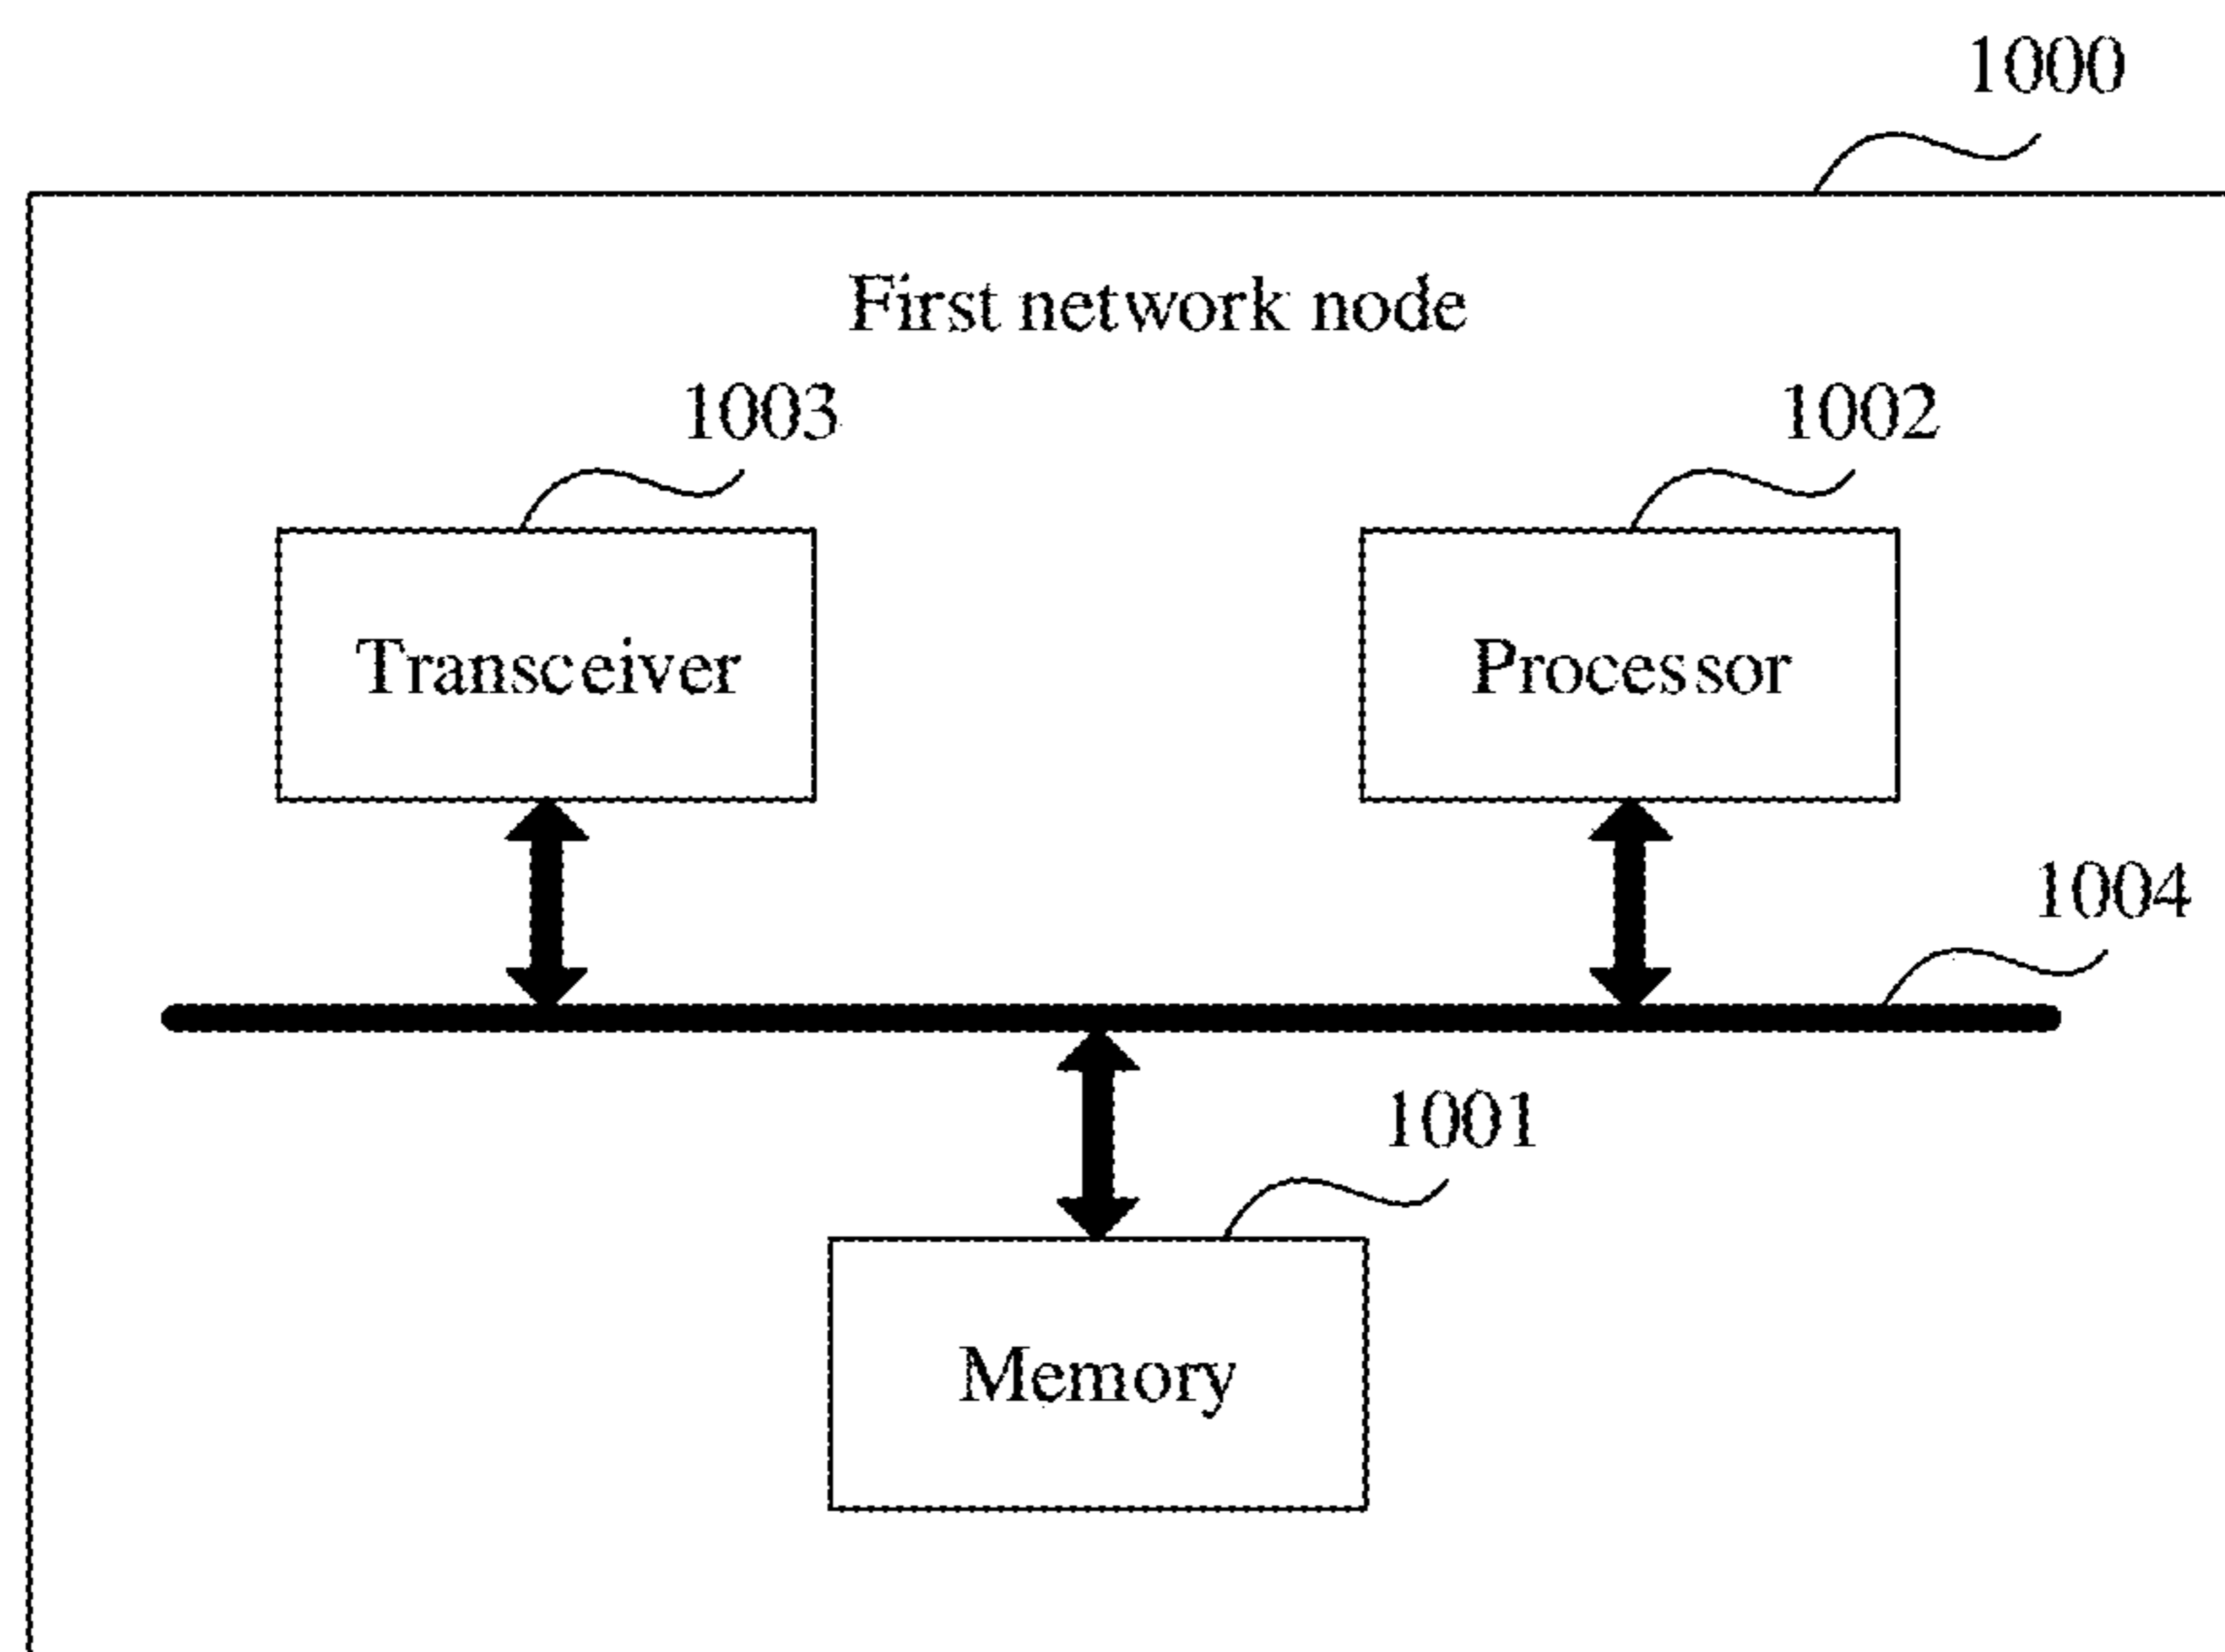 1000
First network node
1003
1002
Transceiver
Processor
1004
1001
Memory